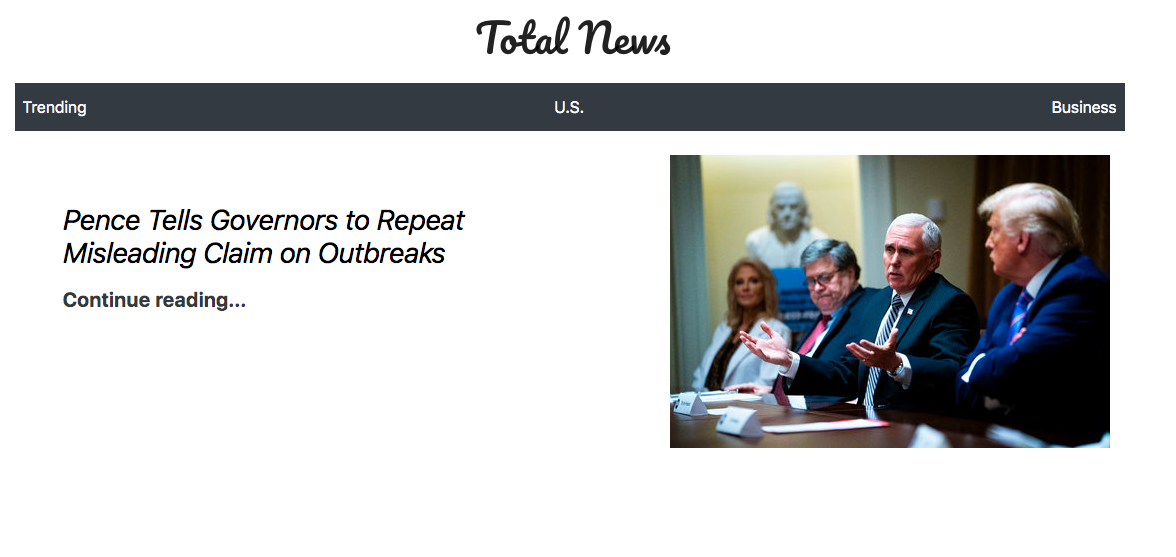 Total News
Trending
U.S.
Business
Pence Tells Governors to Repeat
Misleading Claim on Outbreaks
Continue reading...